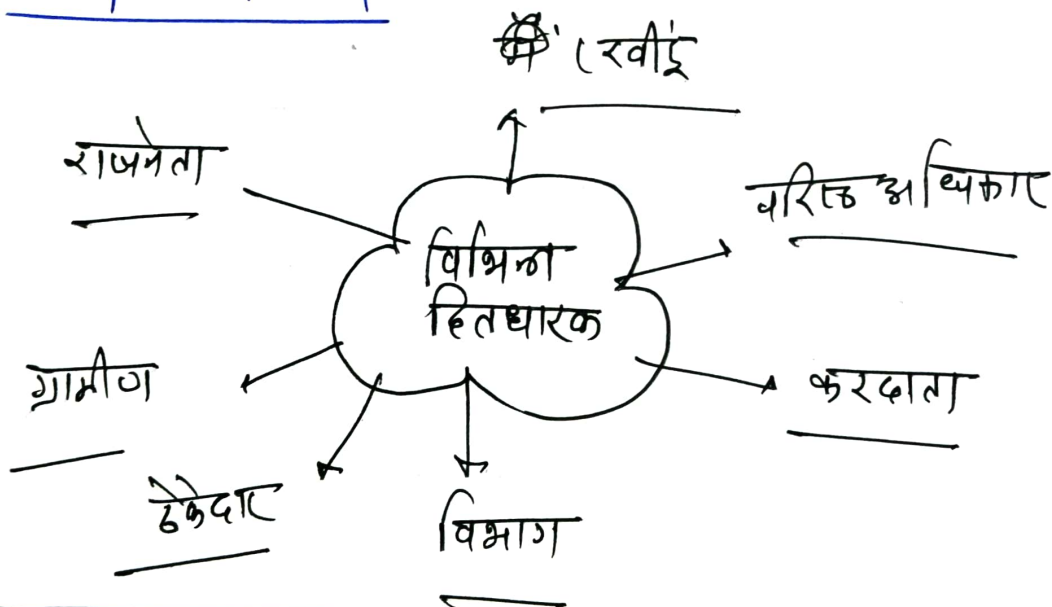 (रवीई
राजनेता
वरिष्ठ अधिकार
विभिन्न
हितधारक
ग्रामीण
करदाता
ठेकेदार
विभाग